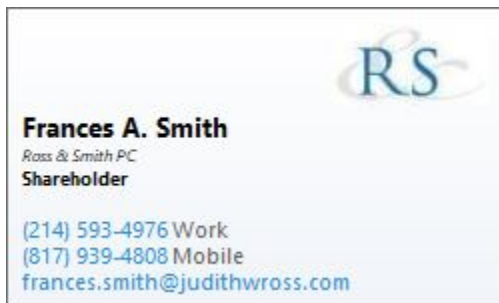 RS
Frances A. Smith
Ross & Smith PC
Shareholder
(214) 593-4976 Work
(817) 939-4808 Mobile
frances.smith@judithwross.com